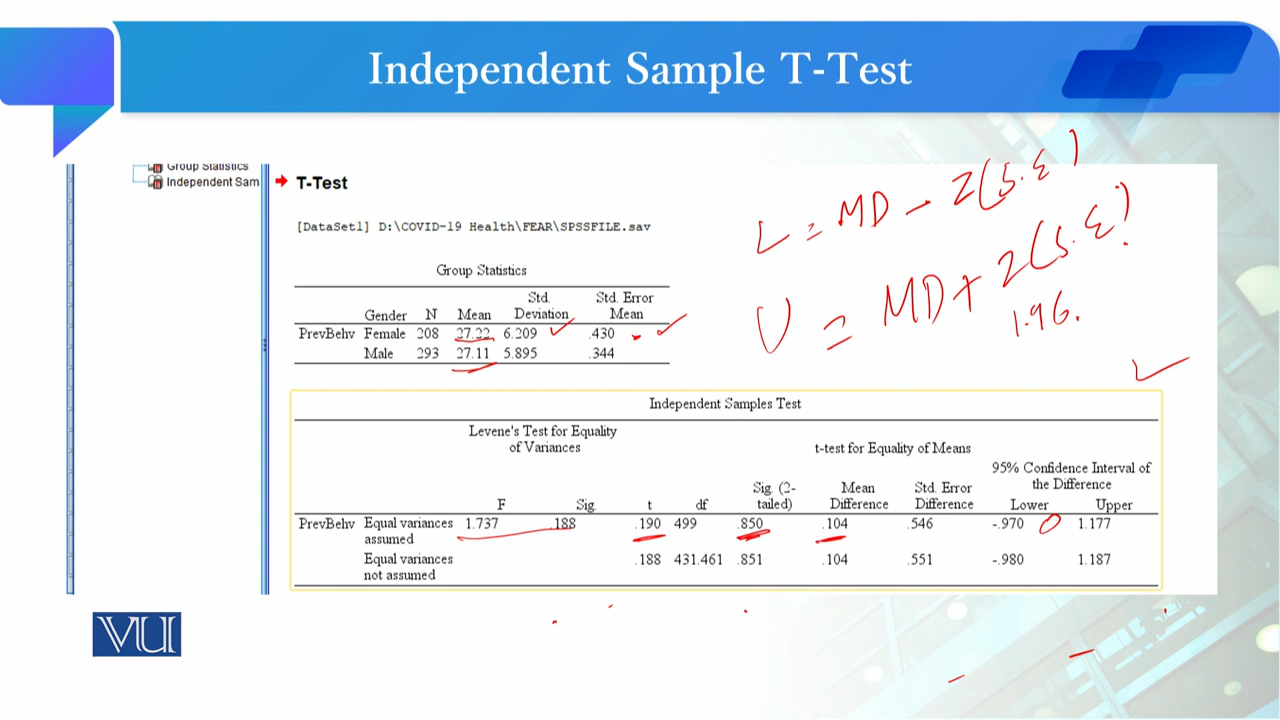 Independent Sample T-Test
Group Statistics
Independent Sam
T-Test
[DataSet1] D:\COVID-19 Health\FEAR\SPSSFILE.sav
L = MD - Z(S.E)
U = MD + Z(S.E)
1.96.
Group Statistics
Gender N Mean Std. Deviation Std. Error Mean
PrevBehv Female 208 27.22 6.209 .430
Male 293 27.11 5.895 .344
Independent Samples Test
Levene's Test for Equality of Variances
t-test for Equality of Means
95% Confidence Interval of the Difference
F Sig. t df Sig. (2-tailed) Mean Difference Std. Error Difference Lower Upper
PrevBehv Equal variances assumed 1.737 .188 .190 499 .850 .104 .546 -.970 0 1.177
Equal variances not assumed .188 431.461 .851 .104 .551 -.980 1.187
VU